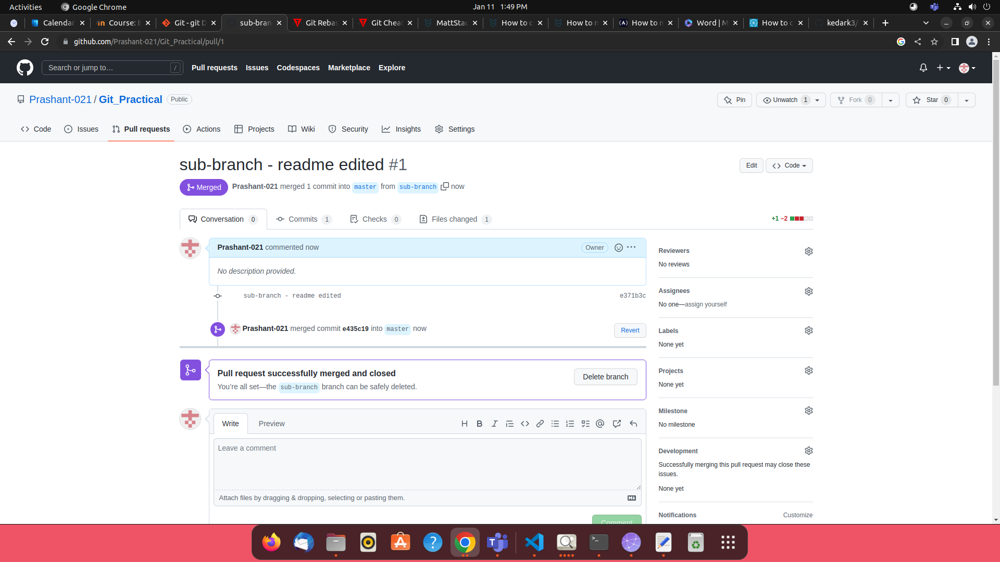 Activities Google Chrome Jan 11 1:49 PM
Calendar Course: Git - git sub-bran Git Rebas Git Cheat MattStau How to How to How to Word | M How to kedark3/
github.com/Prashant-021/Git_Practical/pull/1
Search or jump to… / Pull requests Issues Codespaces Marketplace Explore
Prashant-021 / Git_Practical Public Pin Unwatch 1 Fork 0 Star 0
Code Issues Pull requests Actions Projects Wiki Security Insights Settings
sub-branch - readme edited #1 Edit Code
Merged Prashant-021 merged 1 commit into master from sub-branch now
Conversation 0 Commits 1 Checks 0 Files changed 1 +1 −2
Prashant-021 commented now Owner
No description provided.
sub-branch - readme edited e371b3c
Prashant-021 merged commit e435c19 into master now Revert
Pull request successfully merged and closed
You're all set—the sub-branch branch can be safely deleted.
Delete branch
Write Preview
Leave a comment
Attach files by dragging & dropping, selecting or pasting them.
Comment
Reviewers
No reviews
Assignees
No one—assign yourself
Labels
None yet
Projects
None yet
Milestone
No milestone
Development
Successfully merging this pull request may close these
issues.
None yet
Notifications Customize